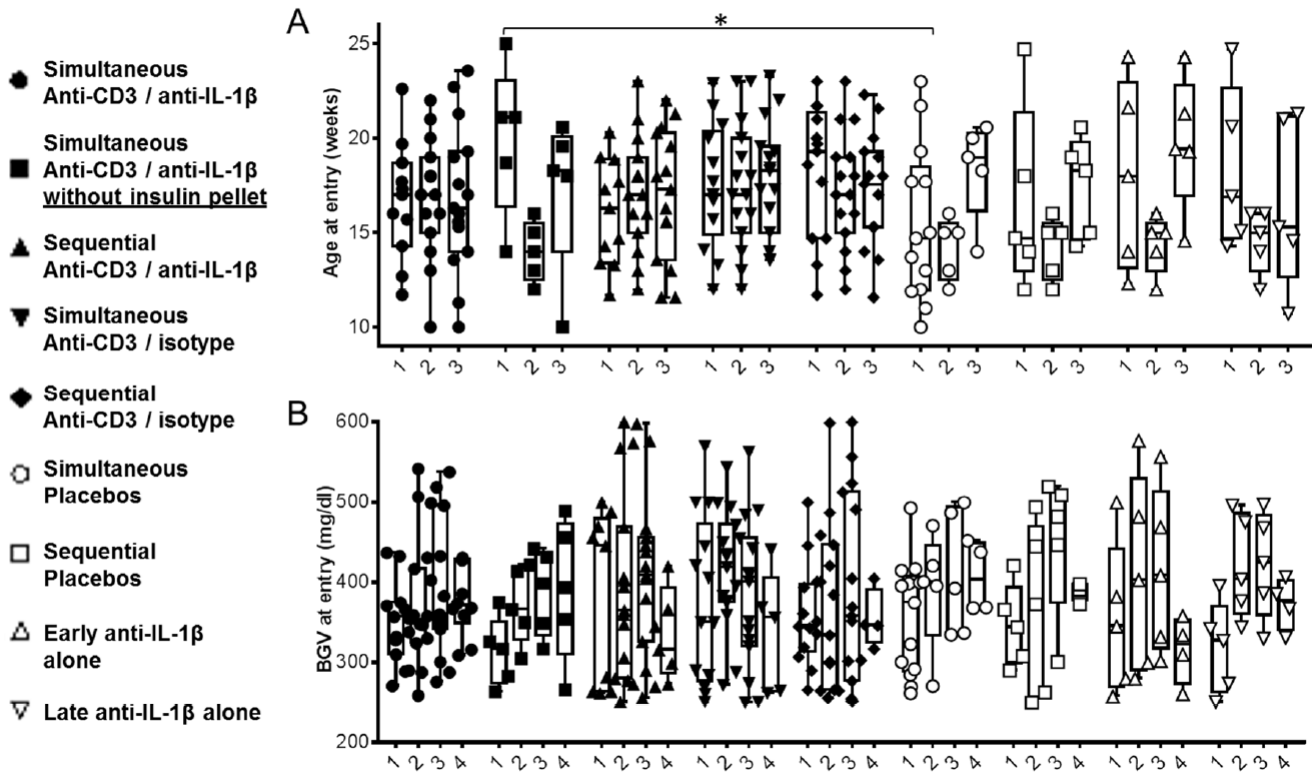 A
*
Age at entry (weeks)
25
20
15
10
1 2 3 1 2 3 1 2 3 1 2 3 1 2 3 1 2 3 1 2 3 1 2 3 1 2 3
B
BGV at entry (mg/dl)
600
500
400
300
200
1 2 3 4 1 2 3 4 1 2 3 4 1 2 3 4 1 2 3 4 1 2 3 4 1 2 3 4 1 2 3 4 1 2 3 4
Simultaneous
Anti-CD3 / anti-IL-1β
Simultaneous
Anti-CD3 / anti-IL-1β
without insulin pellet
Sequential
Anti-CD3 / anti-IL-1β
Simultaneous
Anti-CD3 / isotype
Sequential
Anti-CD3 / isotype
Simultaneous
Placebos
Sequential
Placebos
Early anti-IL-1β
alone
Late anti-IL-1β alone